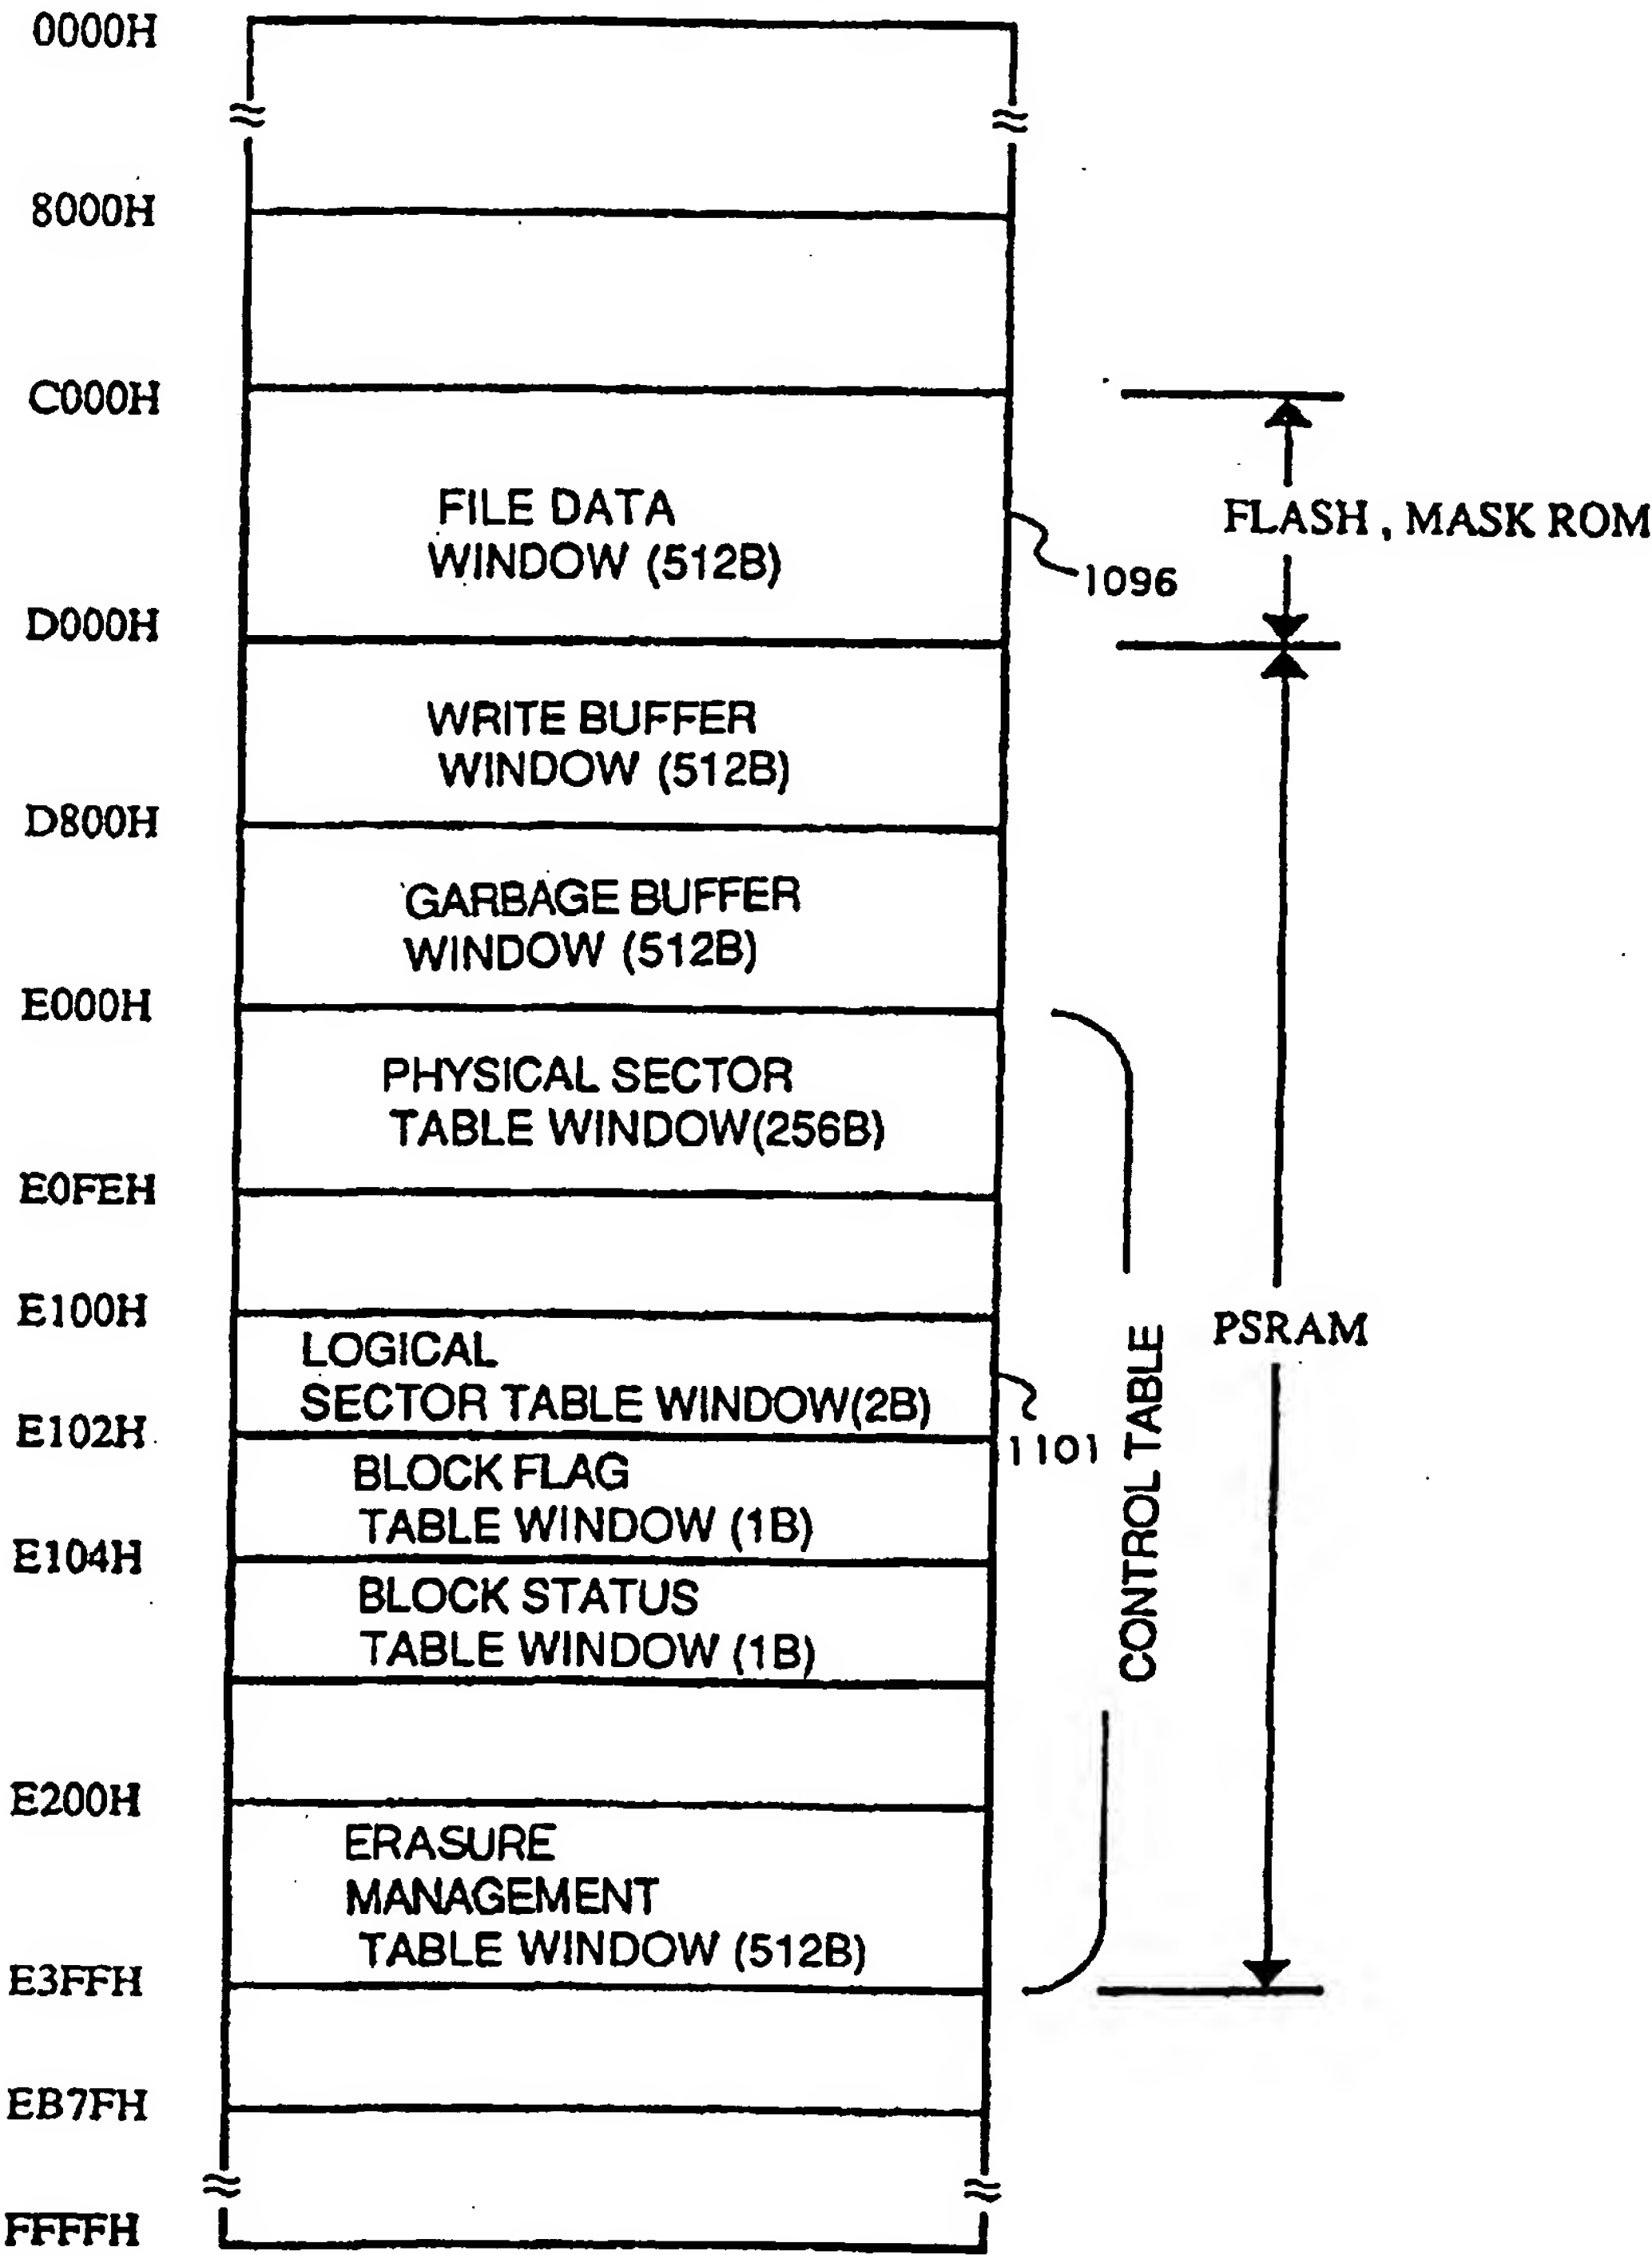 0000H
8000H
C000H
FILE DATA
WINDOW (512B)
1096
FLASH, MASK ROM
D000H
WRITE BUFFER
WINDOW (512B)
D800H
GARBAGE BUFFER
WINDOW (512B)
E000H
PHYSICAL SECTOR
TABLE WINDOW(256B)
E0FEH
E100H
LOGICAL
SECTOR TABLE WINDOW(2B)
1101
PSRAM
CONTROL TABLE
E102H
BLOCK FLAG
TABLE WINDOW (1B)
E104H
BLOCK STATUS
TABLE WINDOW (1B)
E200H
ERASURE
MANAGEMENT
TABLE WINDOW (512B)
E3FFH
EB7FH
FFFFH